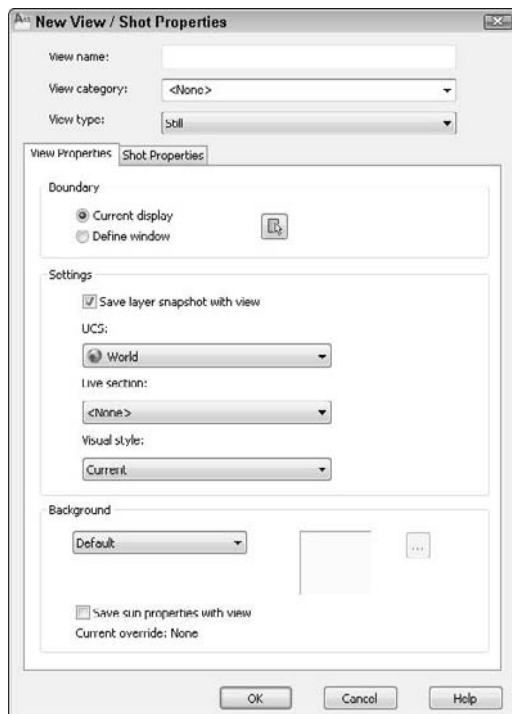 New View / Shot Properties
View name:
View category: <None>
View type: Still
View Properties Shot Properties
Boundary
Current display
Define window
Settings
Save layer snapshot with view
UCS:
World
Live section:
<None>
Visual style:
Current
Background
Default
...
Save sun properties with view
Current override: None
OK Cancel Help